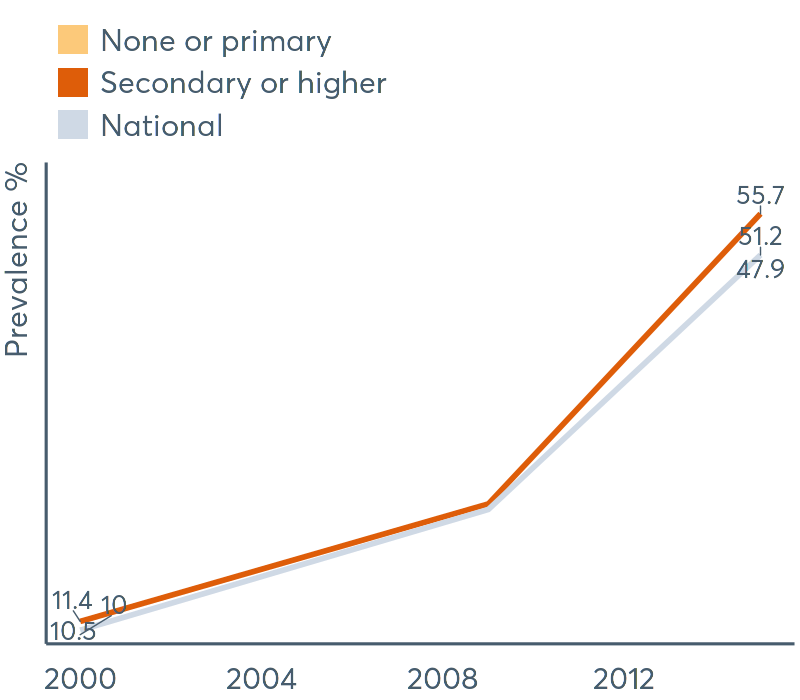 None or primary
Secondary or higher
National
Prevalence %
55.7
51.2
47.9
11.4 10
10.5
2000 2004 2008 2012